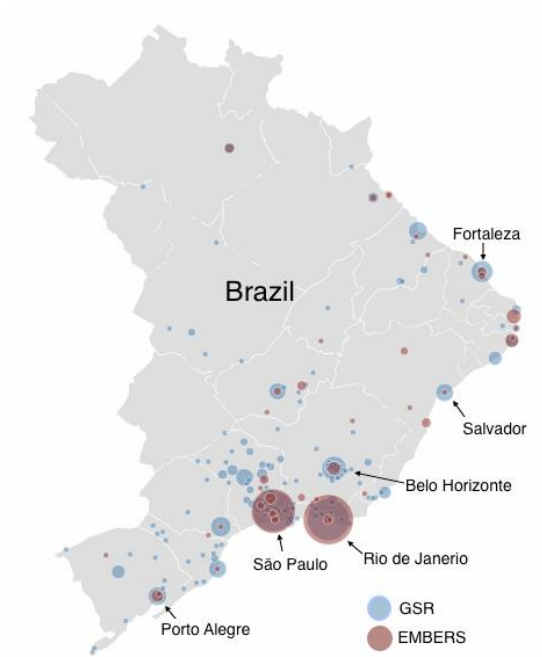 Fortaleza
Brazil
Salvador
Belo Horizonte
Rio de Janerio
São Paulo
GSR
Porto Alegre
EMBERS